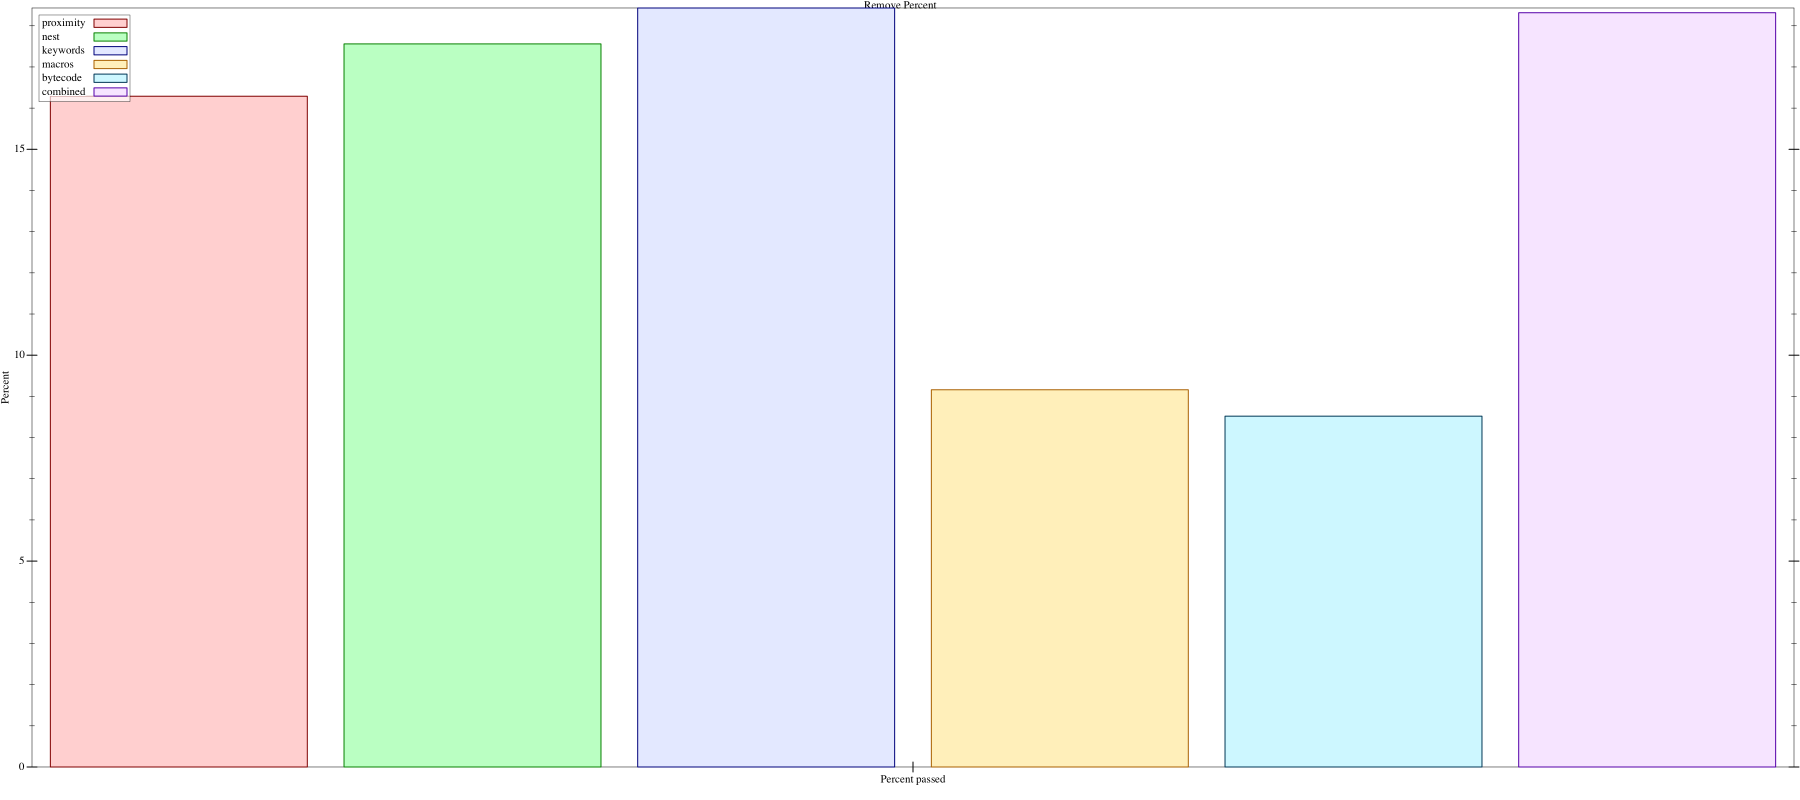 Remove Percent
proximity
nest
keywords
macros
bytecode
combined
15
10
5
0
Percent
Percent passed